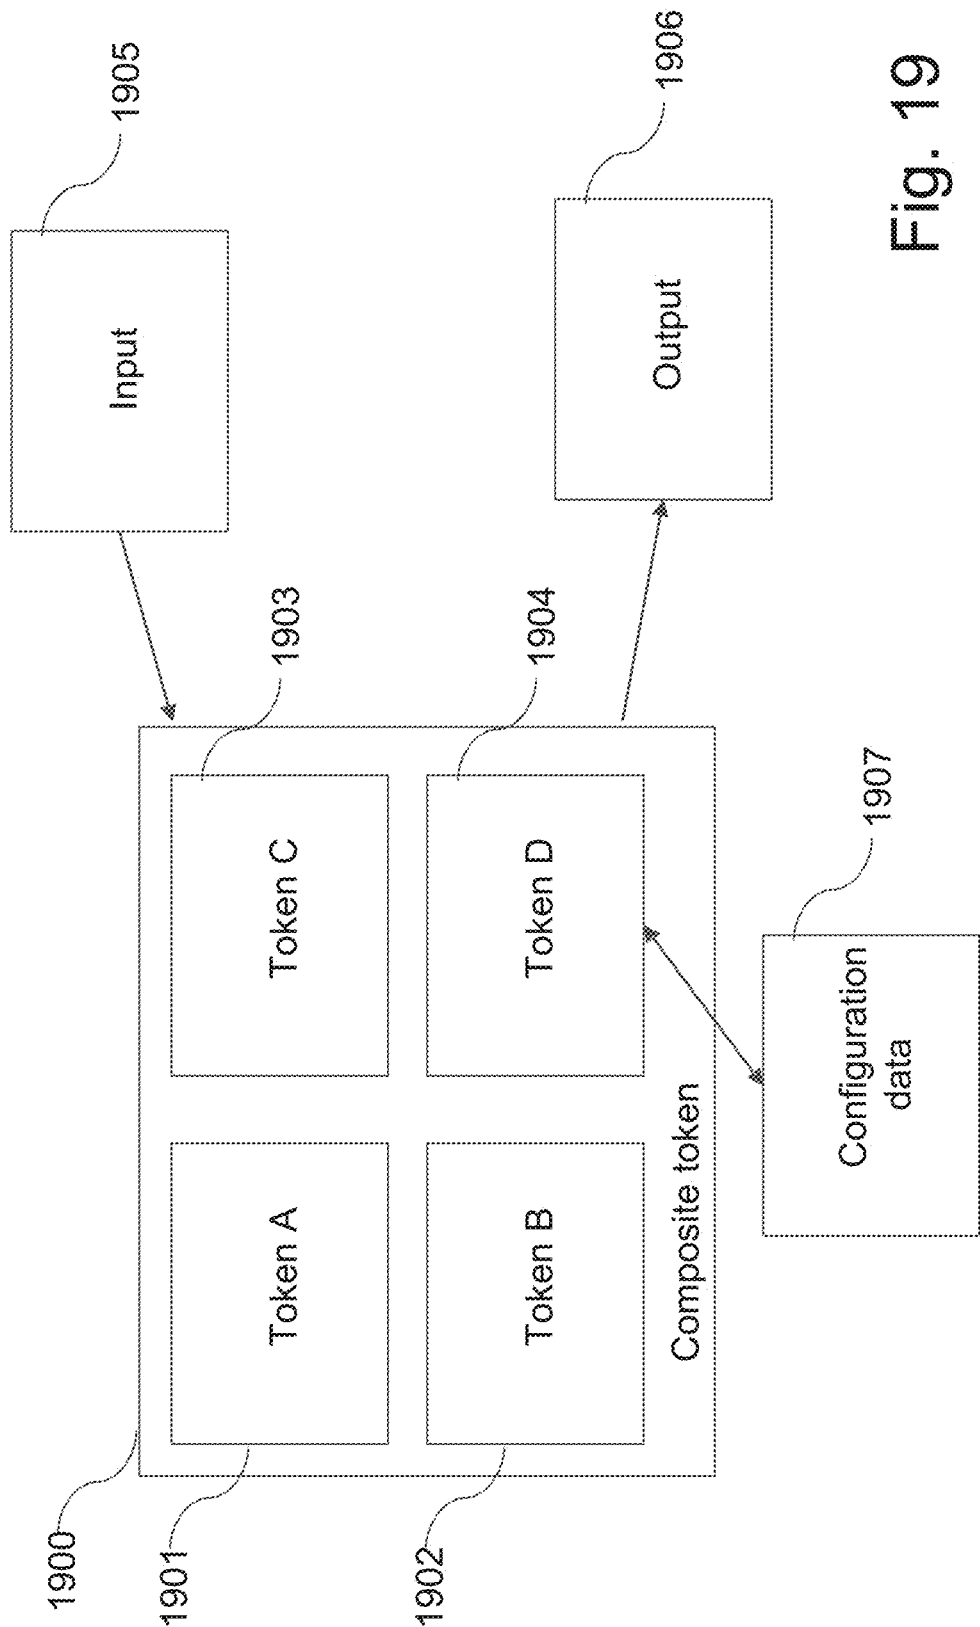 1900
1901
Token A
Token C
1903
Input
1905
1902
Token B
Token D
1904
Output
1906
Composite token
Configuration
data
1907
Fig. 19